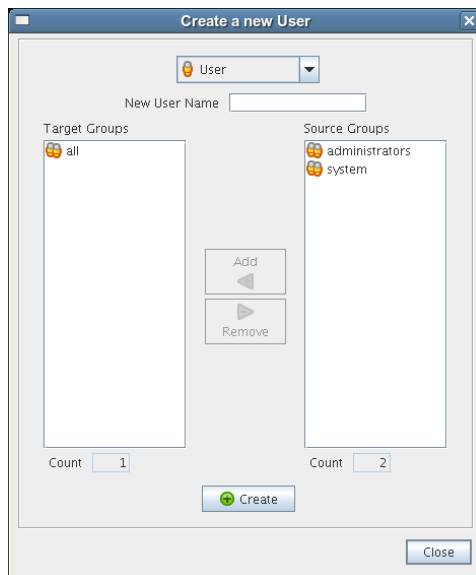 Create a new User
User
New User Name
Target Groups
Source Groups
all
administrators
system
Add
Remove
Count 1
Count 2
Create
Close